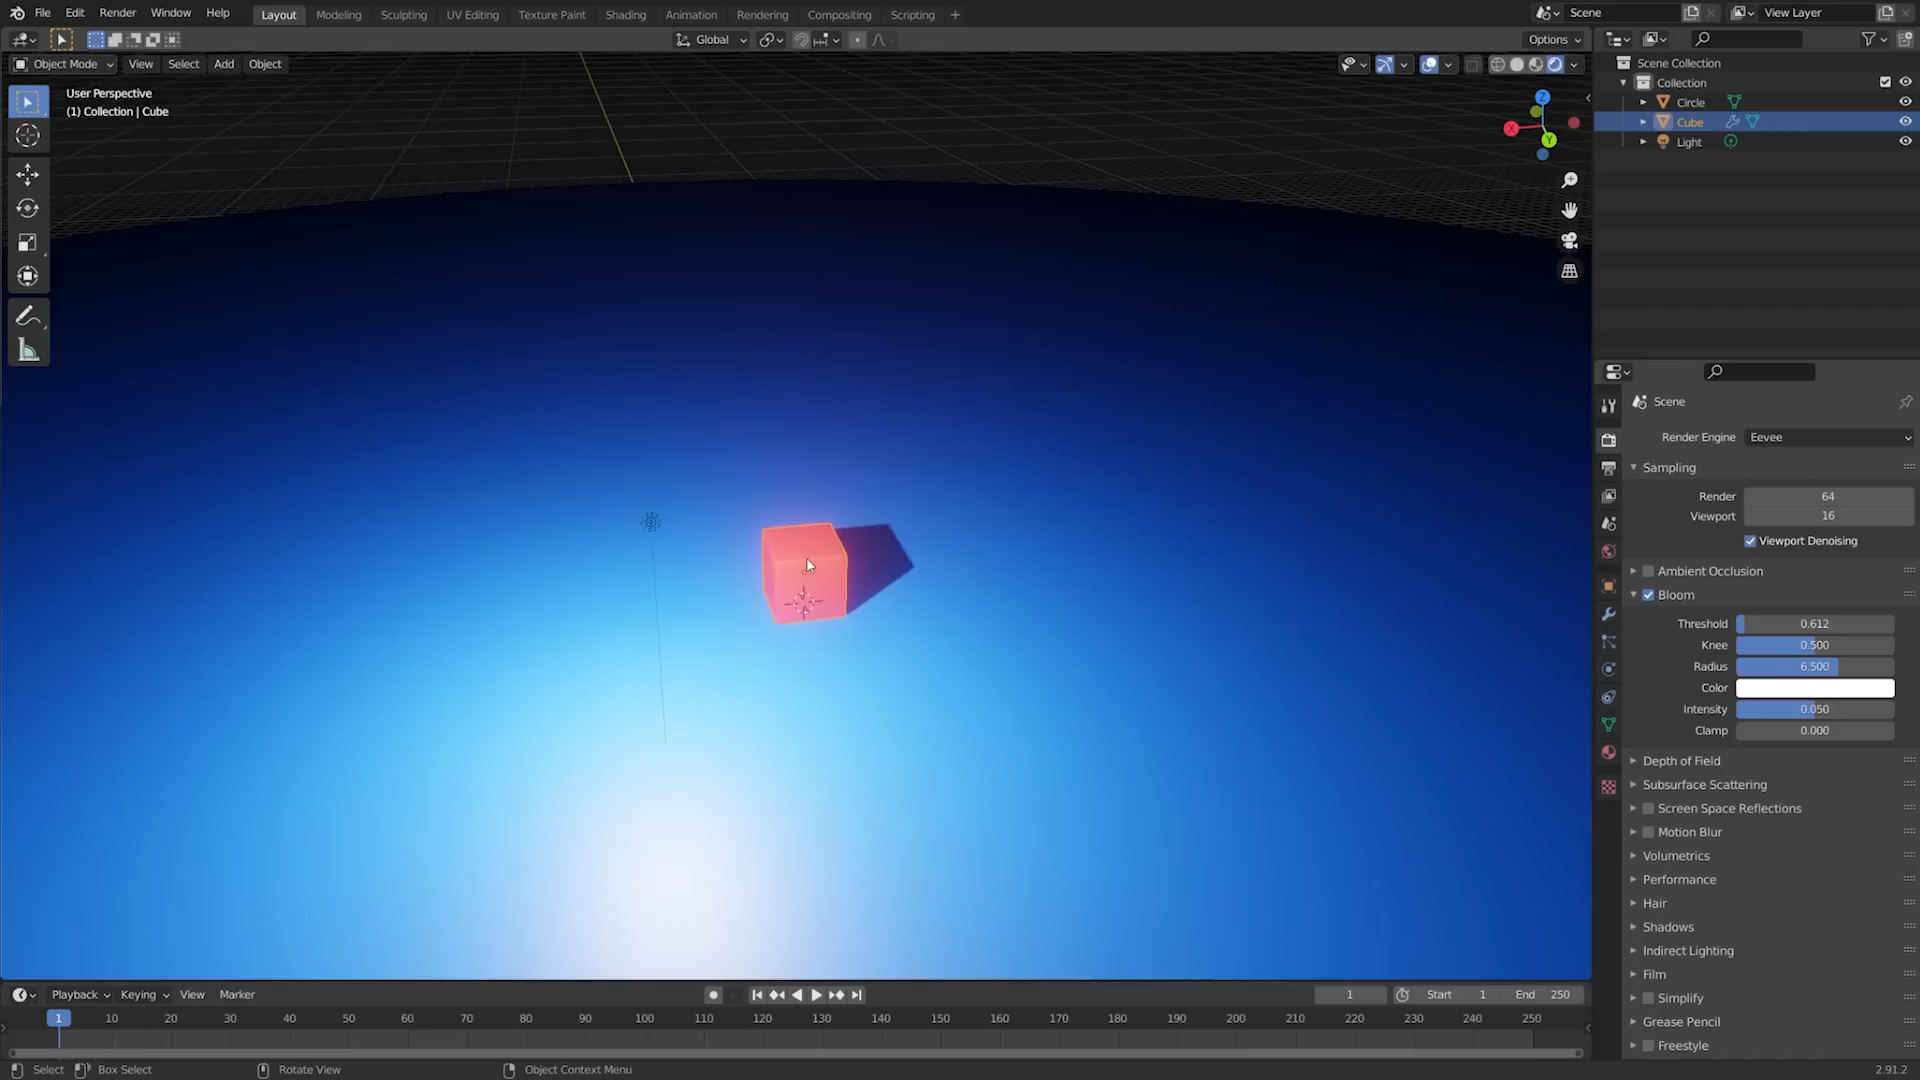 File Edit Render Window Help
Layout Modeling Sculpting UV Editing Texture Paint Shading Animation Rendering Compositing Scripting +
Scene
View Layer
Global
Options
Object Mode View Select Add Object
User Perspective
(1) Collection | Cube
Z
X
Y
Scene Collection
Collection
Circle
Cube
Light
Scene
Render Engine Eevee
Sampling
Render 64
Viewport 16
Viewport Denoising
Ambient Occlusion
Bloom
Threshold 0.612
Knee 0.500
Radius 6.500
Color
Intensity 0.050
Clamp 0.000
Depth of Field
Subsurface Scattering
Screen Space Reflections
Motion Blur
Volumetrics
Performance
Hair
Shadows
Indirect Lighting
Film
Simplify
Grease Pencil
Freestyle
Playback Keying View Marker
1 Start 1 End 250
1 10 20 30 40 50 60 70 80 90 100 110 120 130 140 150 160 170 180 190 200 210 220 230 240 250
Select Box Select Rotate View Object Context Menu 2.91.2